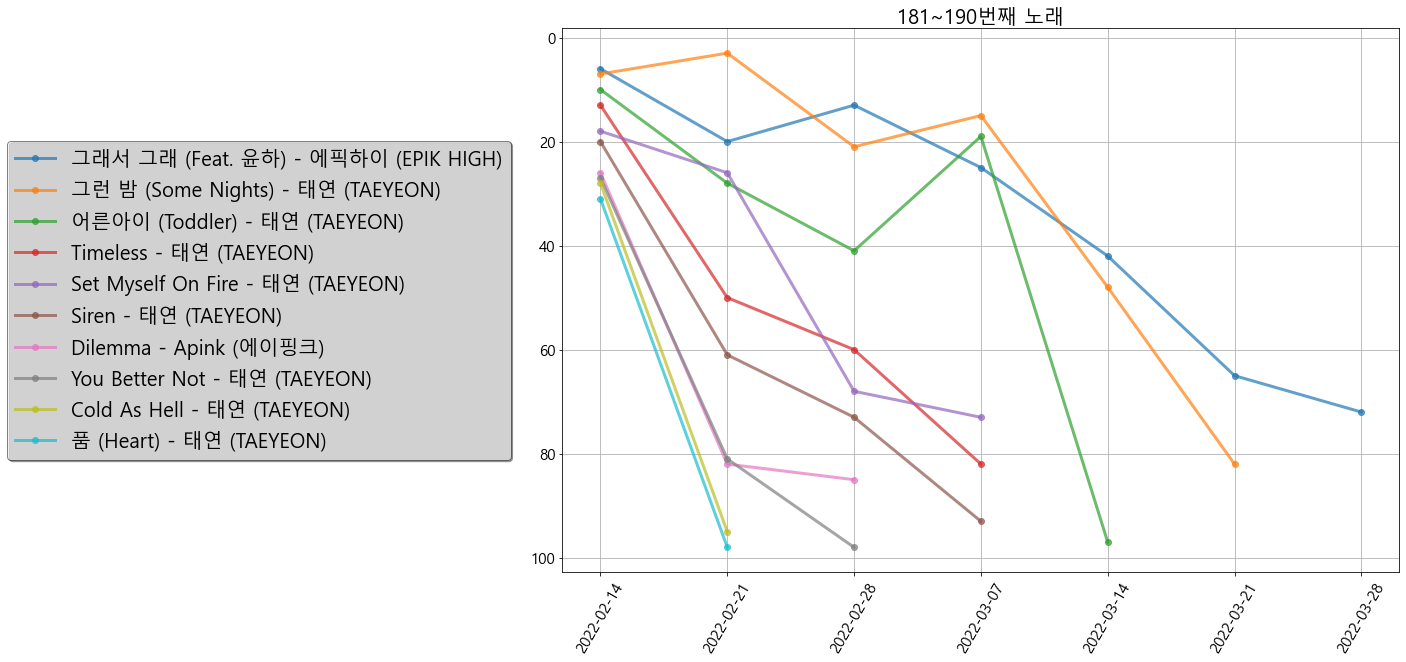 181~190번째 노래
그래서 그래 (Feat. 윤하) - 에픽하이 (EPIK HIGH)
그런 밤 (Some Nights) - 태연 (TAEYEON)
어른아이 (Toddler) - 태연 (TAEYEON)
Timeless - 태연 (TAEYEON)
Set Myself On Fire - 태연 (TAEYEON)
Siren - 태연 (TAEYEON)
Dilemma - Apink (에이핑크)
You Better Not - 태연 (TAEYEON)
Cold As Hell - 태연 (TAEYEON)
품 (Heart) - 태연 (TAEYEON)
0
20
40
60
80
100
2022-02-14
2022-02-21
2022-02-28
2022-03-07
2022-03-14
2022-03-21
2022-03-28